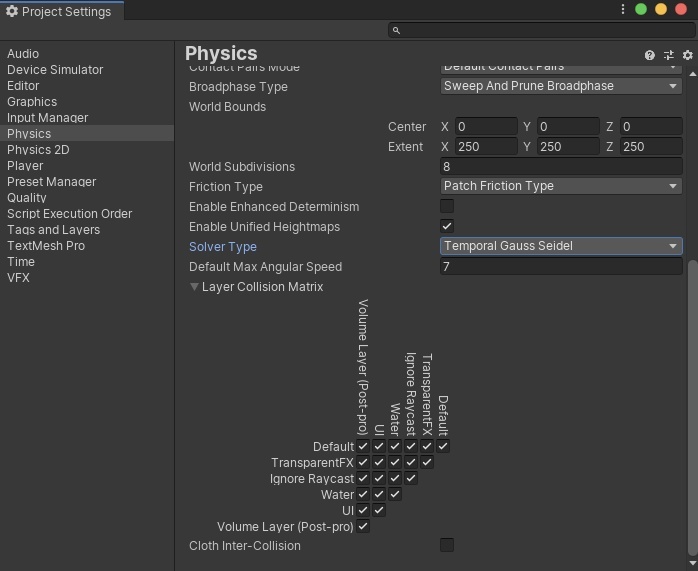 Project Settings
Audio
Device Simulator
Editor
Graphics
Input Manager
Physics
Physics 2D
Player
Preset Manager
Quality
Script Execution Order
Tags and Layers
TextMesh Pro
Time
VFX
Physics
Contact Pairs Mode Default Contact Pairs
Broadphase Type Sweep And Prune Broadphase
World Bounds
Center X 0 Y 0 Z 0
Extent X 250 Y 250 Z 250
World Subdivisions 8
Friction Type Patch Friction Type
Enable Enhanced Determinism
Enable Unified Heightmaps
Solver Type Temporal Gauss Seidel
Default Max Angular Speed 7
Layer Collision Matrix
Volume Layer (Post-pro)
UI
Water
Ignore Raycast
TransparentFX
Default
Default
TransparentFX
Ignore Raycast
Water
UI
Volume Layer (Post-pro)
Cloth Inter-Collision